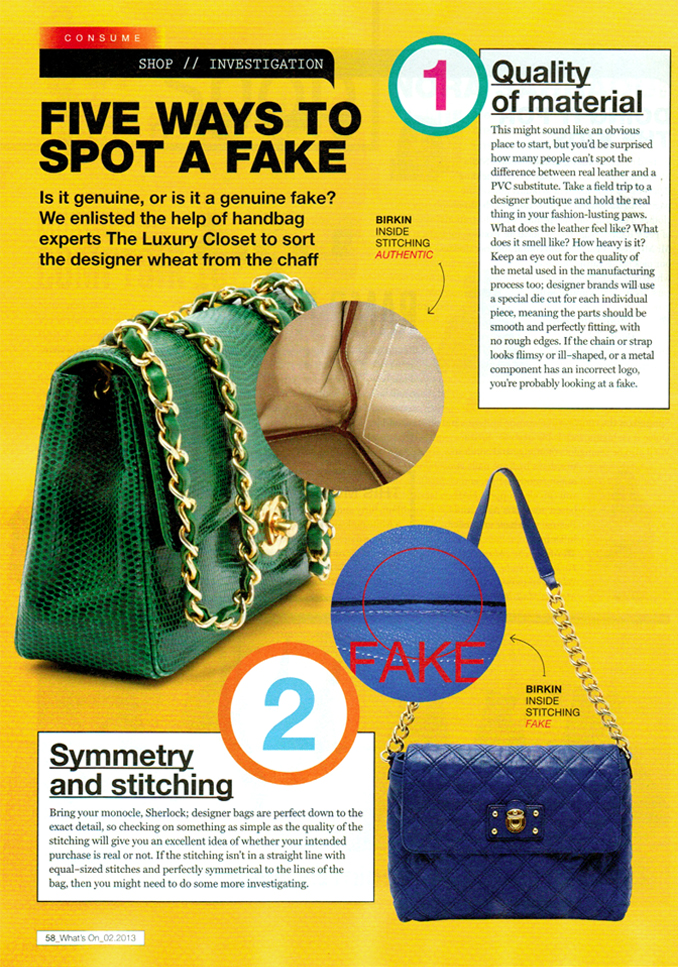 CONSUME
SHOP // INVESTIGATION
FIVE WAYS TO
SPOT A FAKE
Is it genuine, or is it a genuine fake?
We enlisted the help of handbag
experts The Luxury Closet to sort
the designer wheat from the chaff
1
Quality
of material
This might sound like an obvious
place to start, but you'd be surprised
how many people can't spot the
difference between real leather and a
PVC substitute. Take a field trip to a
designer boutique and hold the real
thing in your fashion-lusting paws.
What does the leather feel like? What
does it smell like? How heavy is it?
Keep an eye out for the quality of
the metal used in the manufacturing
process too; designer brands will use
a special die cut for each individual
piece, meaning the parts should be
smooth and perfectly fitting, with
no rough edges. If the chain or strap
looks flimsy or ill-shaped, or a metal
component has an incorrect logo,
you're probably looking at a fake.
BIRKIN
INSIDE
STITCHING
AUTHENTIC
FAKE
BIRKIN
INSIDE
STITCHING
FAKE
2
Symmetry
and stitching
Bring your monocle, Sherlock; designer bags are perfect down to the
exact detail, so checking on something as simple as the quality of the
stitching will give you an excellent idea of whether your intended
purchase is real or not. If the stitching isn't in a straight line with
equal-sized stitches and perfectly symmetrical to the lines of the
bag, then you might need to do some more investigating.
58_What's On_02.2013